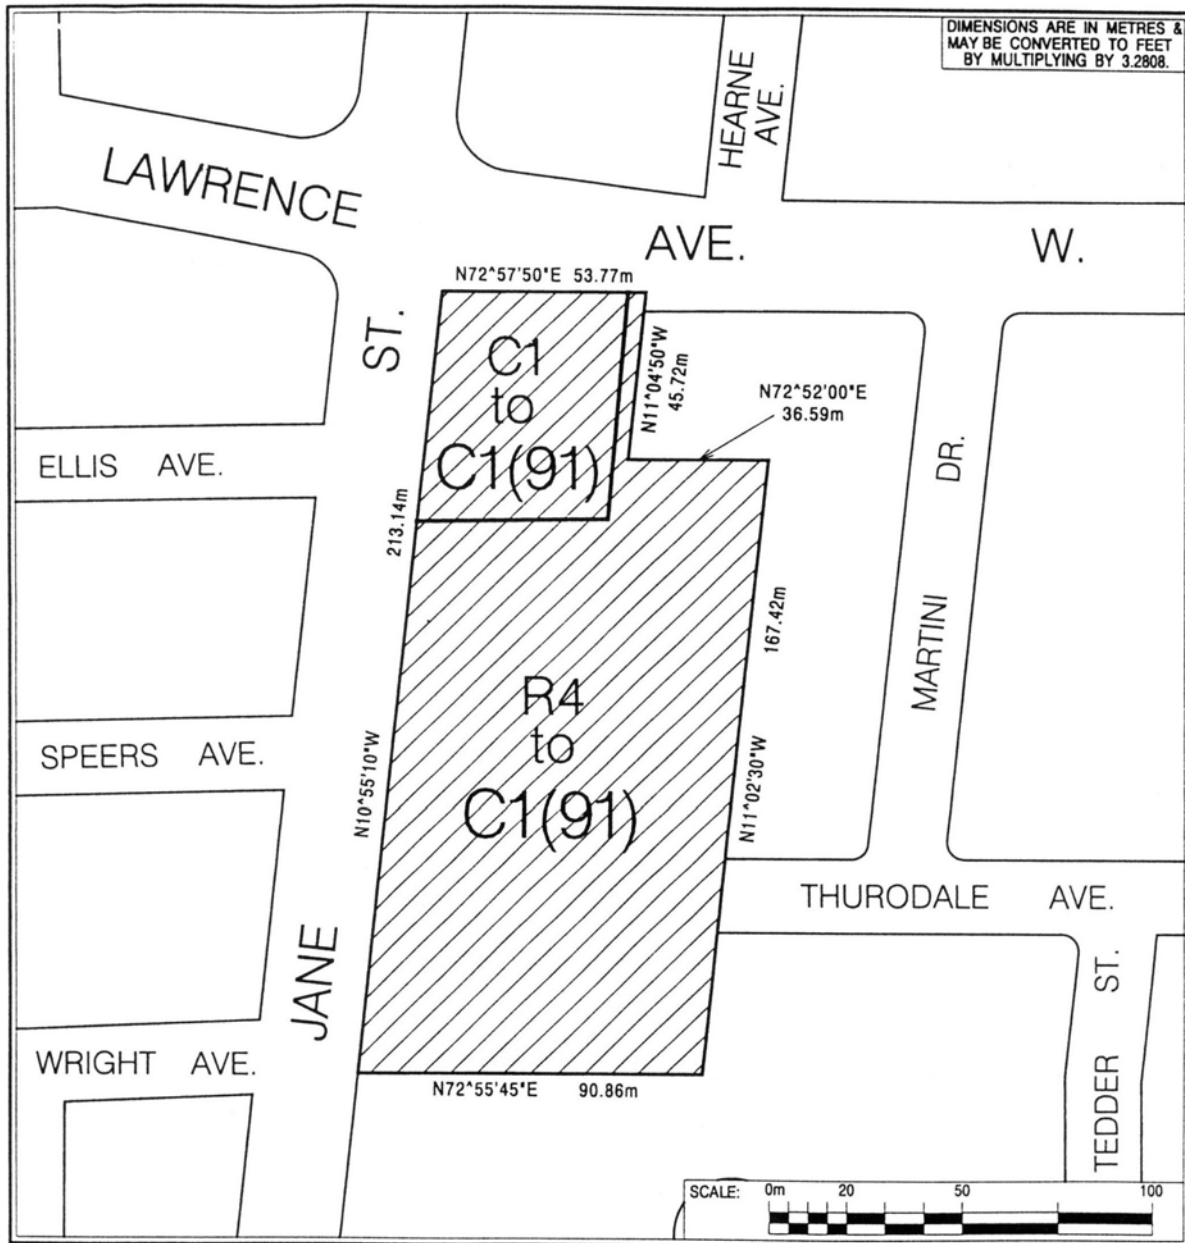 DIMENSIONS ARE IN METRES &
MAY BE CONVERTED TO FEET
BY MULTIPLYING BY 3.2808.
HEARNE
AVE.
LAWRENCE
AVE.
W.
N72^57'50"E 53.77m
ST.
C1
to
C1(91)
N11^04'50"W
45.72m
N72^52'00"E
36.59m
ELLIS AVE.
DR.
213.14m
167.42m
MARTINI
R4
to
C1(91)
SPEERS AVE.
N10^55'10"W
N11^02'30"W
THURODALE AVE.
JANE
ST.
WRIGHT AVE.
N72^55'45"E 90.86m
TEDDER
SCALE: 0m 20 50 100